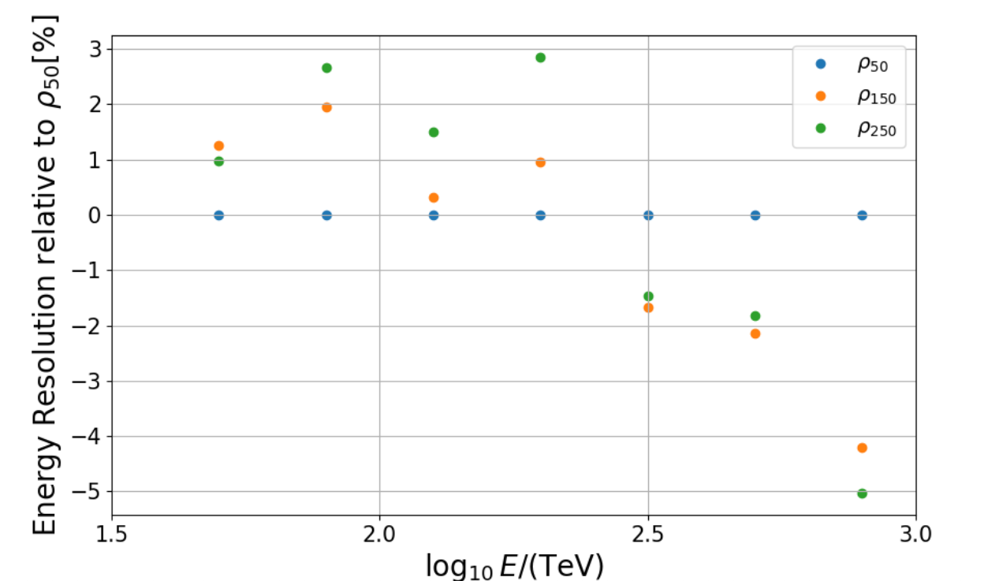 Energy Resolution relative to ρ₅₀[%]
3
2
1
0
−1
−2
−3
−4
−5
1.5 2.0 2.5 3.0
log₁₀ E/(TeV)
ρ₅₀
ρ₁₅₀
ρ₂₅₀